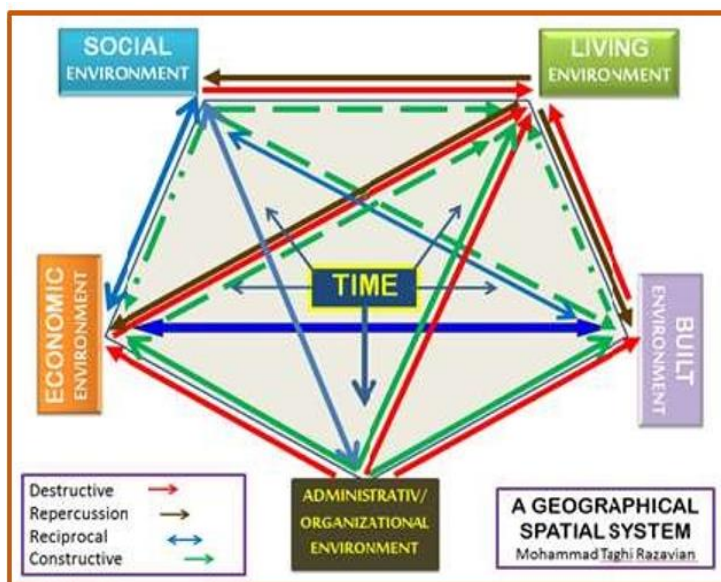 SOCIAL
ENVIRONMENT
LIVING
ENVIRONMENT
TIME
ECONOMIC
ENVIRONMENT
BUILT
ENVIRONMENT
ADMINISTRATIV/
ORGANIZATIONAL
ENVIRONMENT
Destructive
Repercussion
Reciprocal
Constructive
A GEOGRAPHICAL
SPATIAL SYSTEM
Mohammad Taghi Razavian